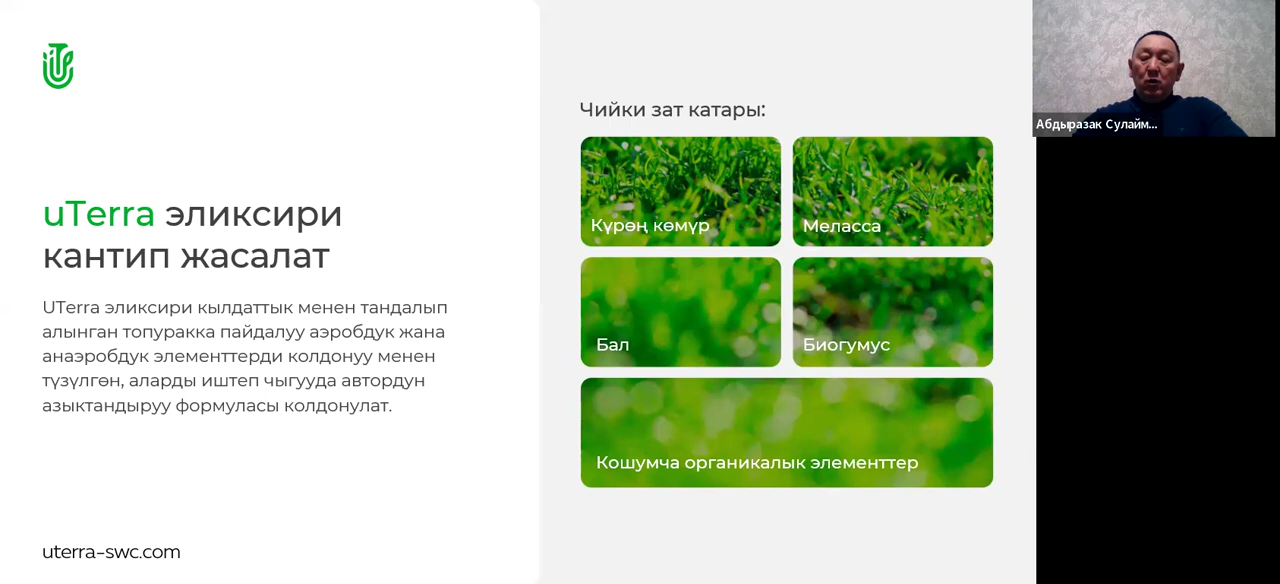 uTerra эликсири
кантип жасалат
UTerra эликсири кылдаттык менен тандалып
алынган топуракка пайдалуу аэробдук жана
анаэробдук элементтерди колдонуу менен
түзүлгөн, аларды иштеп чыгууда автордун
азыктандыруу формуласы колдонулат.
uterra-swc.com
Чийки зат катары:
Күрөң көмүр
Меласса
Бал
Биогумус
Кошумча органикалык элементтер
Абдыразак Сулайм...